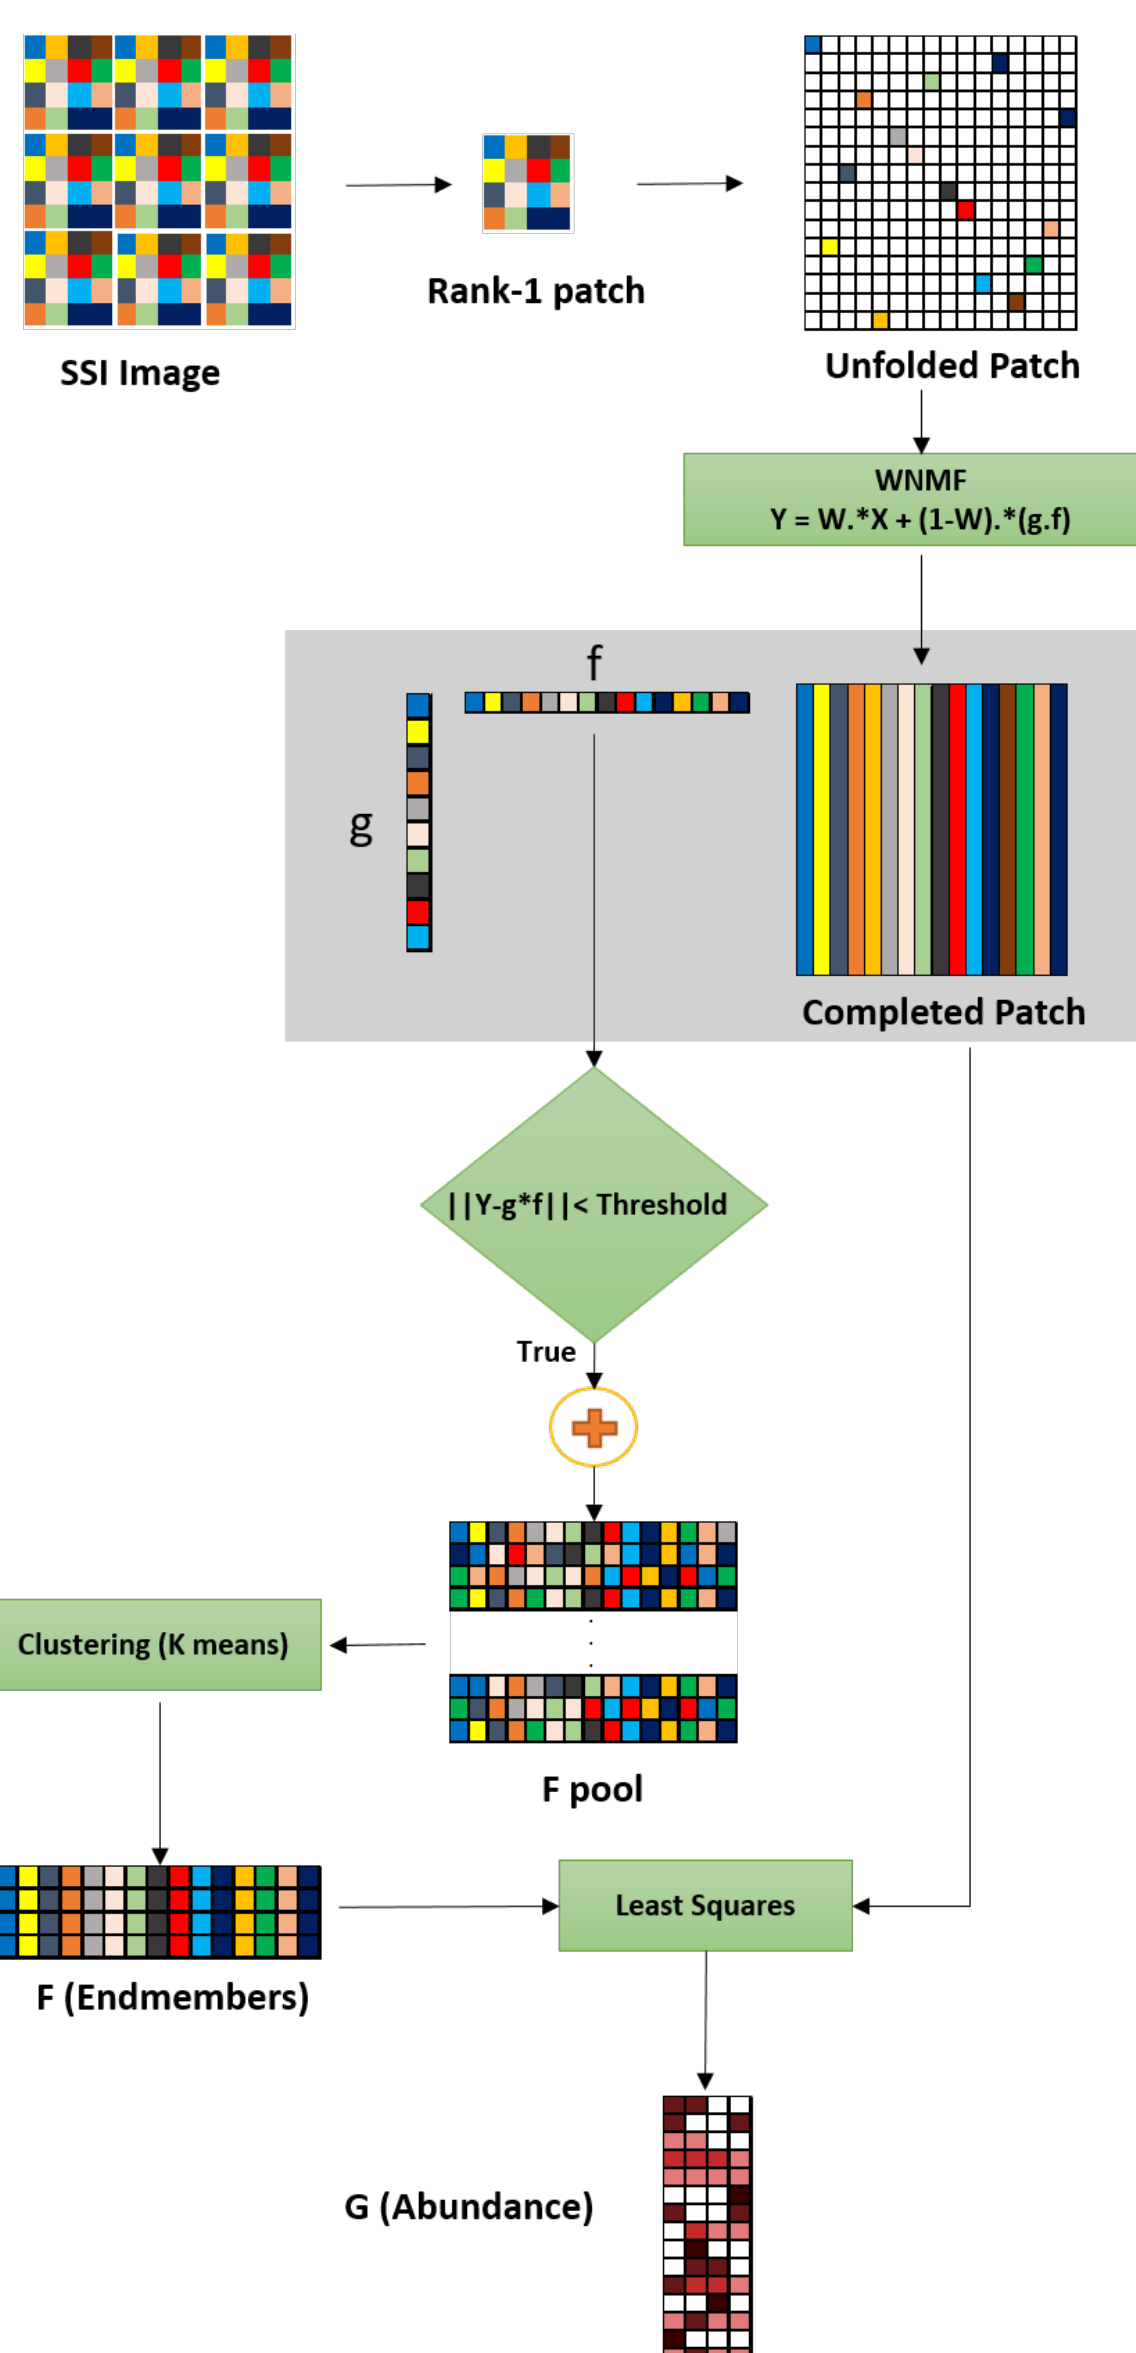 SSI Image
Rank-1 patch
Unfolded Patch
WNMF
Y = W.*X + (1-W).*(g.f)
f
g
Completed Patch
||Y-g*f||< Threshold
True
F pool
Clustering (K means)
F (Endmembers)
Least Squares
G (Abundance)